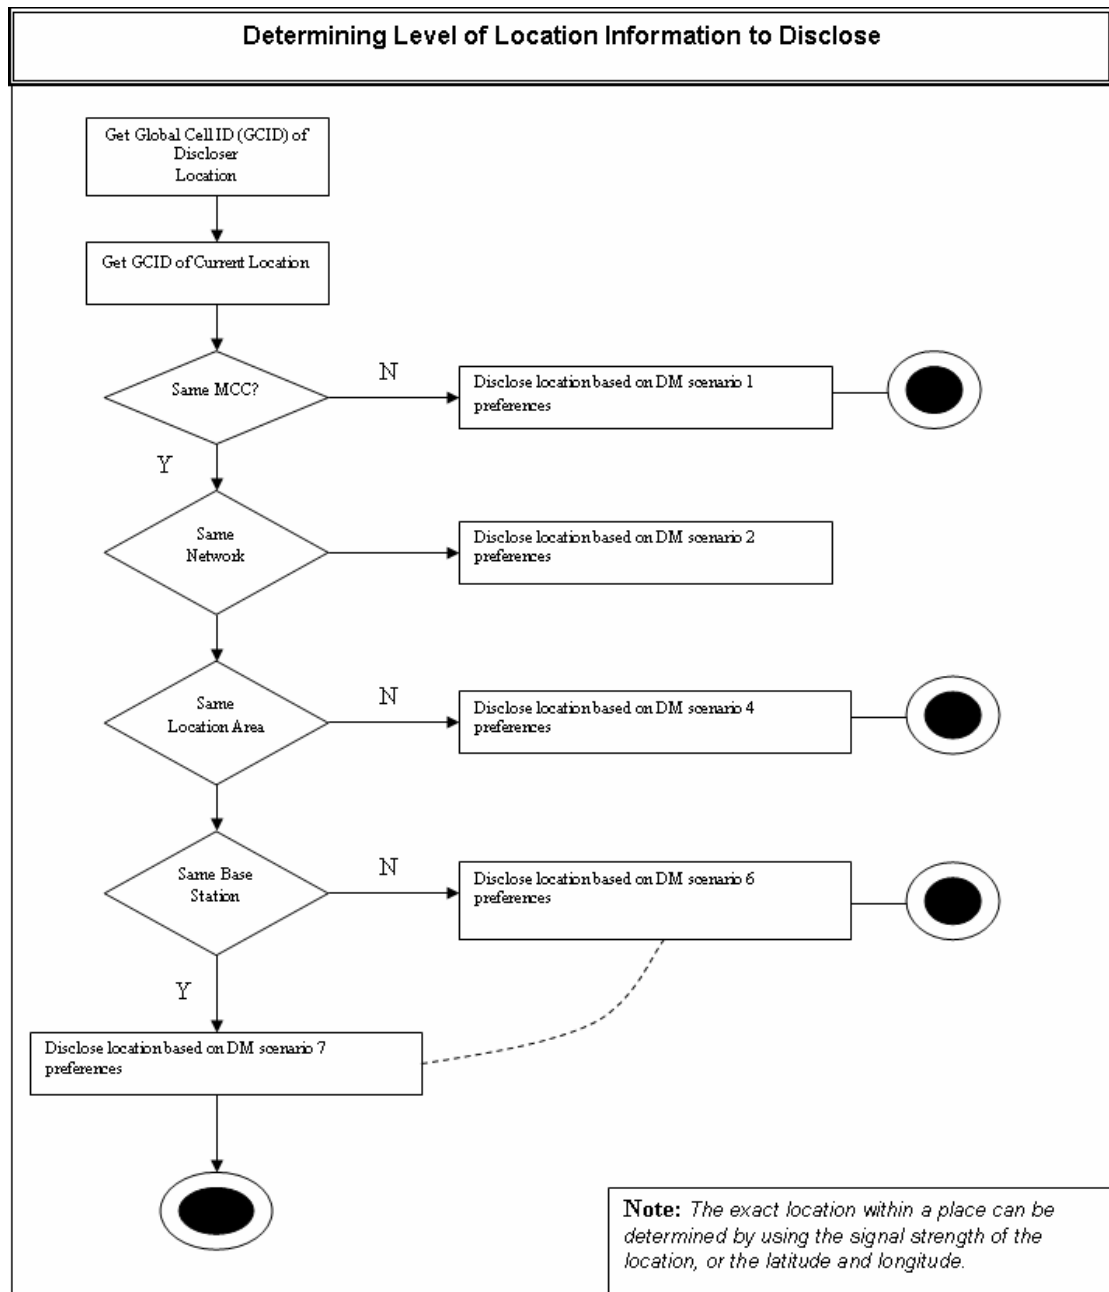 Determining Level of Location Information to Disclose
Get Global Cell ID (GCID) of
Discloser
Location
Get GCID of Current Location
Same MCC?
N
Disclose location based on DM scenario 1
preferences
Y
Same
Network
Disclose location based on DM scenario 2
preferences
Same
Location Area
N
Disclose location based on DM scenario 4
preferences
Same Base
Station
N
Disclose location based on DM scenario 6
preferences
Y
Disclose location based on DM scenario 7
preferences
Note: The exact location within a place can be
determined by using the signal strength of the
location, or the latitude and longitude.